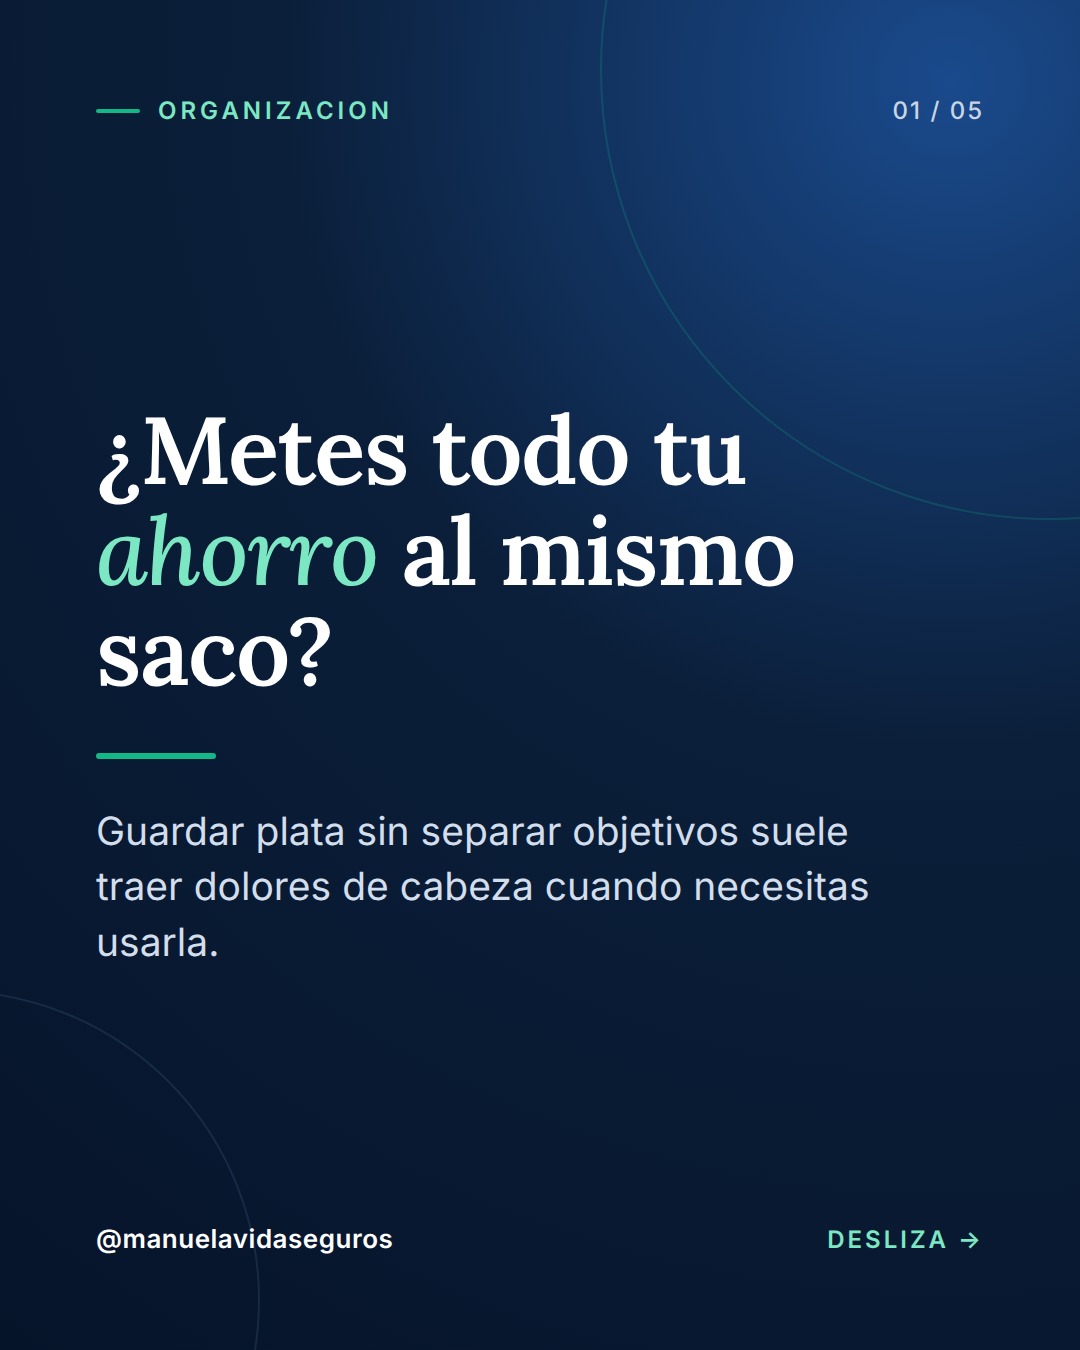 ORGANIZACION
01 / 05
¿Metes todo tu
ahorro al mismo
saco?
Guardar plata sin separar objetivos suele
traer dolores de cabeza cuando necesitas
usarla.
@manuelavidaseguros
DESLIZA →